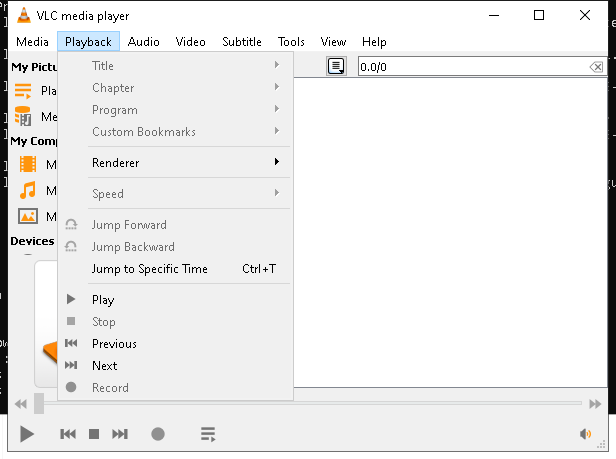 VLC media player
Media Playback Audio Video Subtitle Tools View Help
My Pictu
Pla
Me
My Comp
M
M
M
Devices
0.0/0
Title
Chapter
Program
Custom Bookmarks
Renderer
Speed
Jump Forward
Jump Backward
Jump to Specific Time Ctrl+T
Play
Stop
Previous
Next
Record